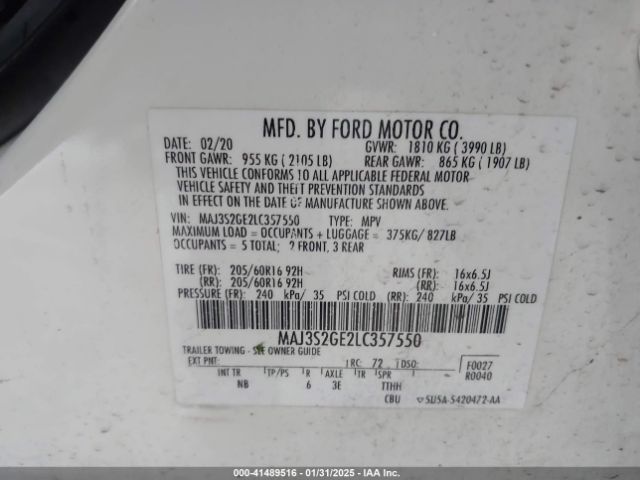 MFD. BY FORD MOTOR CO.
DATE: 02/20 GVWR: 1810 KG ( 3990 LB)
FRONT GAWR: 955 KG ( 2105 LB) REAR GAWR: 865 KG ( 1907 LB)
THIS VEHICLE CONFORMS TO ALL APPLICABLE FEDERAL MOTOR
VEHICLE SAFETY AND THEFT PREVENTION STANDARDS
IN EFFECT ON THE DATE OF MANUFACTURE SHOWN ABOVE.
VIN: MAJ3S2GE2LC357550 TYPE: MPV
MAXIMUM LOAD = OCCUPANTS + LUGGAGE = 375KG/ 827LB
OCCUPANTS = 5 TOTAL; 2 FRONT, 3 REAR
TIRE (FR): 205/60R16 92H RIMS (FR): 16x6.5J
(RR): 205/60R16 92H (RR): 16x6.5J
PRESSURE (FR): 240 kPa/ 35 PSI COLD (RR): 240 kPa/ 35 PSI COLD
MAJ3S2GE2LC357550
TRAILER TOWING - SEE OWNER GUIDE
EXT PNT: RC: 72 DSO: F0027
R0040
INT TR TP/PS R AXLE TR SPR
NB 6 3E TTHH
CBU 5U5A-S420472-AA
000-41489516 - 01/31/2025 - IAA Inc.